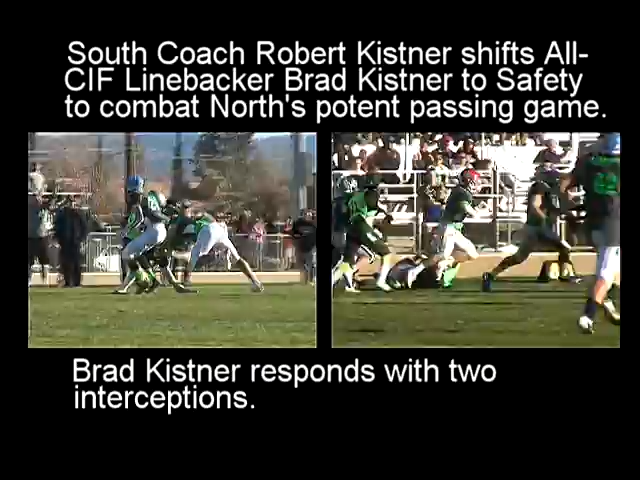 South Coach Robert Kistner shifts All-
CIF Linebacker Brad Kistner to Safety
to combat North's potent passing game.
Brad Kistner responds with two
interceptions.